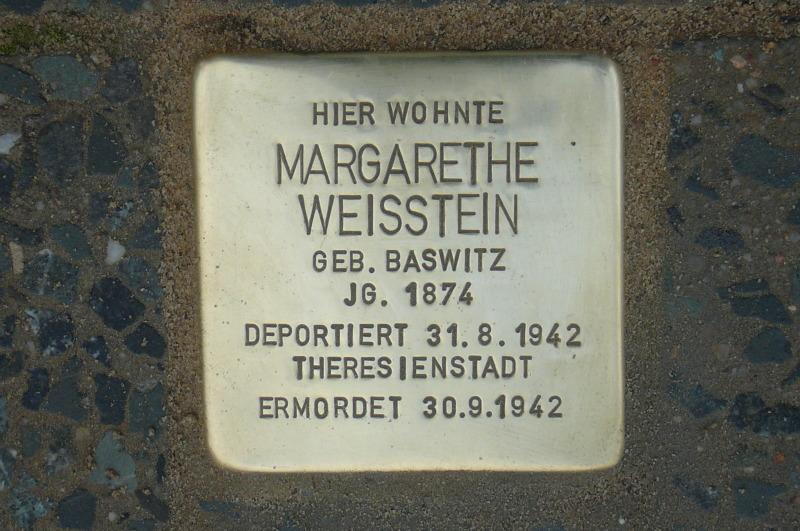 HIER WOHNTE
MARGARETHE
WEISSTEIN
GEB. BASWITZ
JG. 1874
DEPORTIERT 31.8.1942
THERESIENSTADT
ERMORDET 30.9.1942